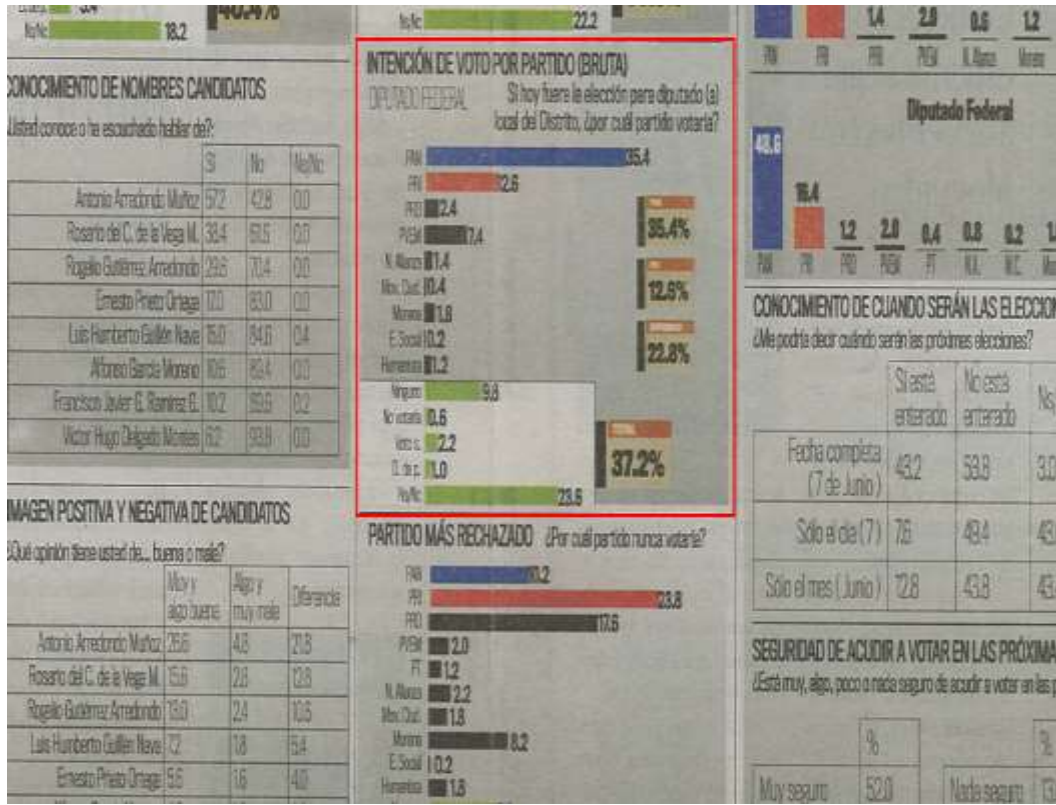 Ns/Nc 18.2
CONOCIMIENTO DE NOMBRES CANDIDATOS
¿Usted conoce o ha escuchado hablar de?:
Sí No Ns/Nc
Antonio Arredondo Muñoz 57.2 42.8 0.0
Rosario del C. de la Vega M. 38.4 61.5 0.0
Rogelio Gutiérrez Arredondo 29.6 70.4 0.0
Ernesto Prieto Ortega 17.0 83.0 0.0
Luis Humberto Guillén Nava 15.0 84.6 0.4
Alfonso García Moreno 10.6 89.4 0.0
Francisco Javier G. Ramírez G. 10.2 89.6 0.2
Victor Hugo Delgado Montes 6.2 93.8 0.0
IMAGEN POSITIVA Y NEGATIVA DE CANDIDATOS
¿Qué opinión tiene usted de... buena o mala?
Muy y algo buena
Algo y muy mala
Diferencia
Antonio Arredondo Muñoz 26.6 4.8 21.8
Rosario del C. de la Vega M. 15.6 2.8 12.8
Rogelio Gutiérrez Arredondo 13.0 2.4 10.6
Luis Humberto Guillén Nava 7.2 1.8 5.4
Ernesto Prieto Ortega 5.6 1.6 4.0
Ns/Nc 22.2
INTENCIÓN DE VOTO POR PARTIDO (BRUTA)
DIPUTADO FEDERAL
Si hoy fuera la elección para diputado (a)
local del Distrito, ¿por cuál partido votaría?
PAN 35.4
PRI 12.6
PRD 2.4
PVEM 7.4
N. Alianza 1.4
Mov. Ciud. 0.4
Morena 1.8
E. Social 0.2
Humanista 1.2
Ninguno 9.8
No votaría 0.6
Voto s. 2.2
O. de p. 1.0
Ns/Nc 23.6
35.4%
12.6%
22.8%
37.2%
PARTIDO MÁS RECHAZADO ¿Por cuál partido nunca votaría?
PAN 10.2
PRI 23.8
PRD 17.6
PVEM 2.0
PT 1.2
N. Alianza 2.2
Mov. Ciud. 1.8
Morena 8.2
E. Social 0.2
Humanista 1.8
1.4 2.8 0.6 1.2
PAN PRI PRD PVEM N. Alianza Morena
Diputado Federal
48.6 16.4 1.2 2.0 0.4 0.8 0.2
PAN PRI PRD PVEM PT N.A. M.C.
CONOCIMIENTO DE CUANDO SERÁN LAS ELECCION
¿Me podría decir cuándo serán las próximas elecciones?
Si está enterado
No está enterado
Fecha completa (7 de Junio) 43.2 53.8 3.0
Sólo el día (7) 7.6 49.4
Sólo el mes (Junio) 12.8 43.8
SEGURIDAD DE ACUDIR A VOTAR EN LAS PRÓXIMA
¿Está muy, algo, poco o nada seguro de acudir a votar en las p
% %
Muy seguro 52.0 Nada seguro